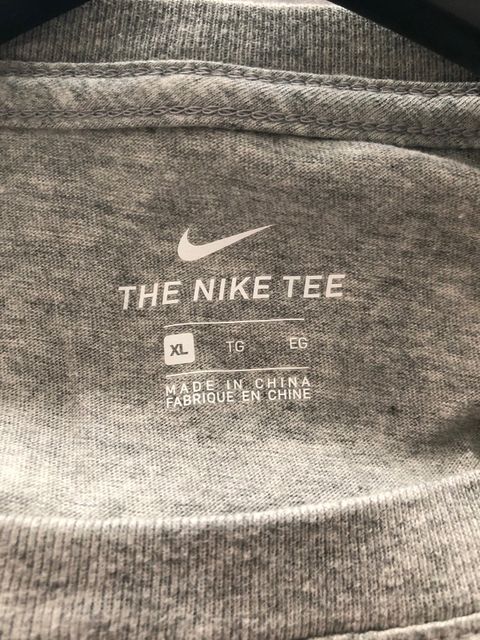 THE NIKE TEE
XL TG EG
MADE IN CHINA
FABRIQUE EN CHINE